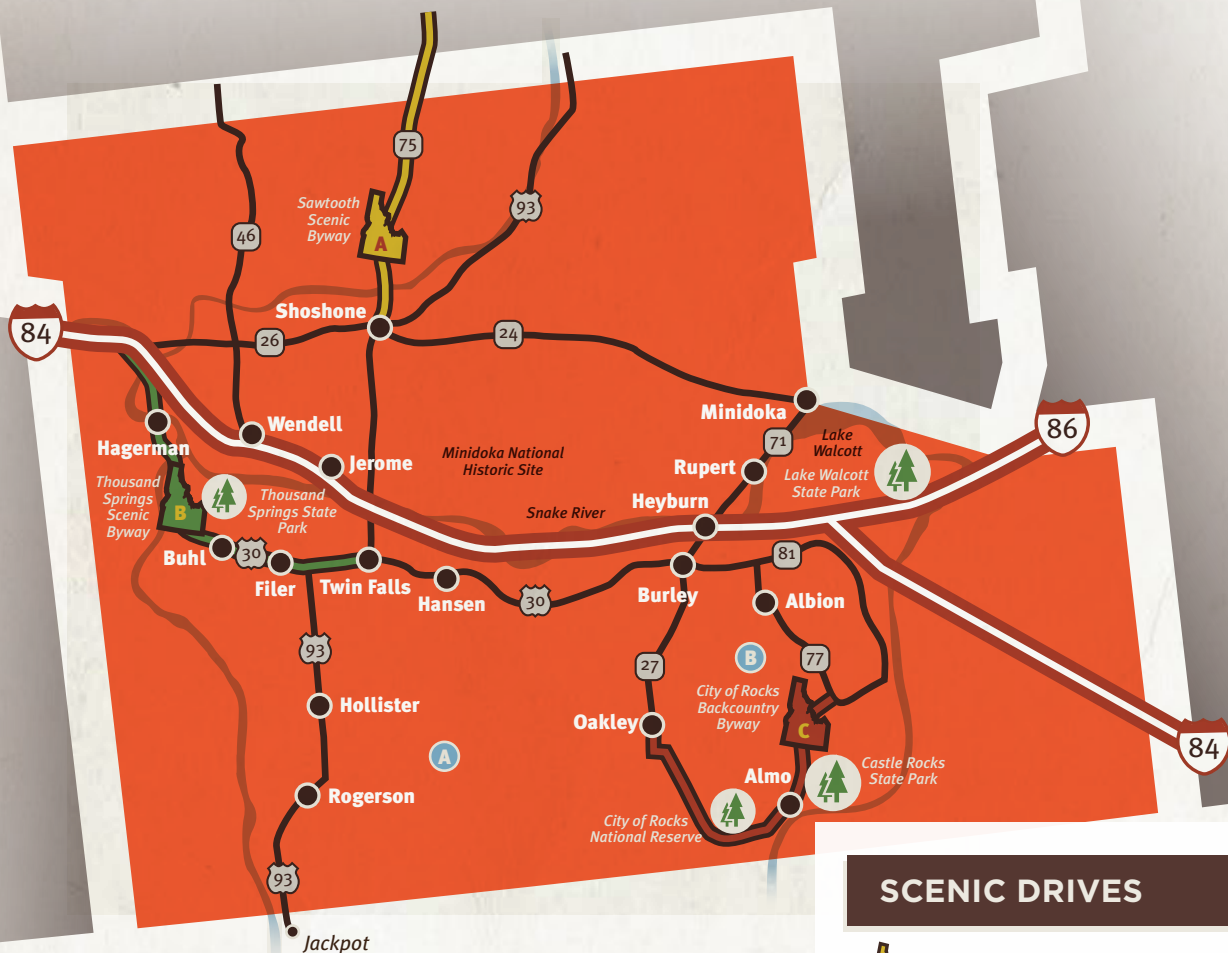 75
Sawtooth
Scenic
Byway
A
93
46
Shoshone
84
26
24
Minidoka
Wendell
Hagerman
71
Lake
Walcott
86
Minidoka National
Historic Site
Jerome
Rupert
Lake Walcott
State Park
Thousand
Springs
Scenic
Byway
B
Thousand
Springs State
Park
Heyburn
Snake River
Buhl
30
Filer
Twin Falls
Hansen
30
Burley
81
Albion
93
27
B
77
City of Rocks
Backcountry
Byway
C
Hollister
Oakley
84
A
Almo
Castle Rocks
State Park
Rogerson
City of Rocks
National Reserve
93
Jackpot
SCENIC DRIVES